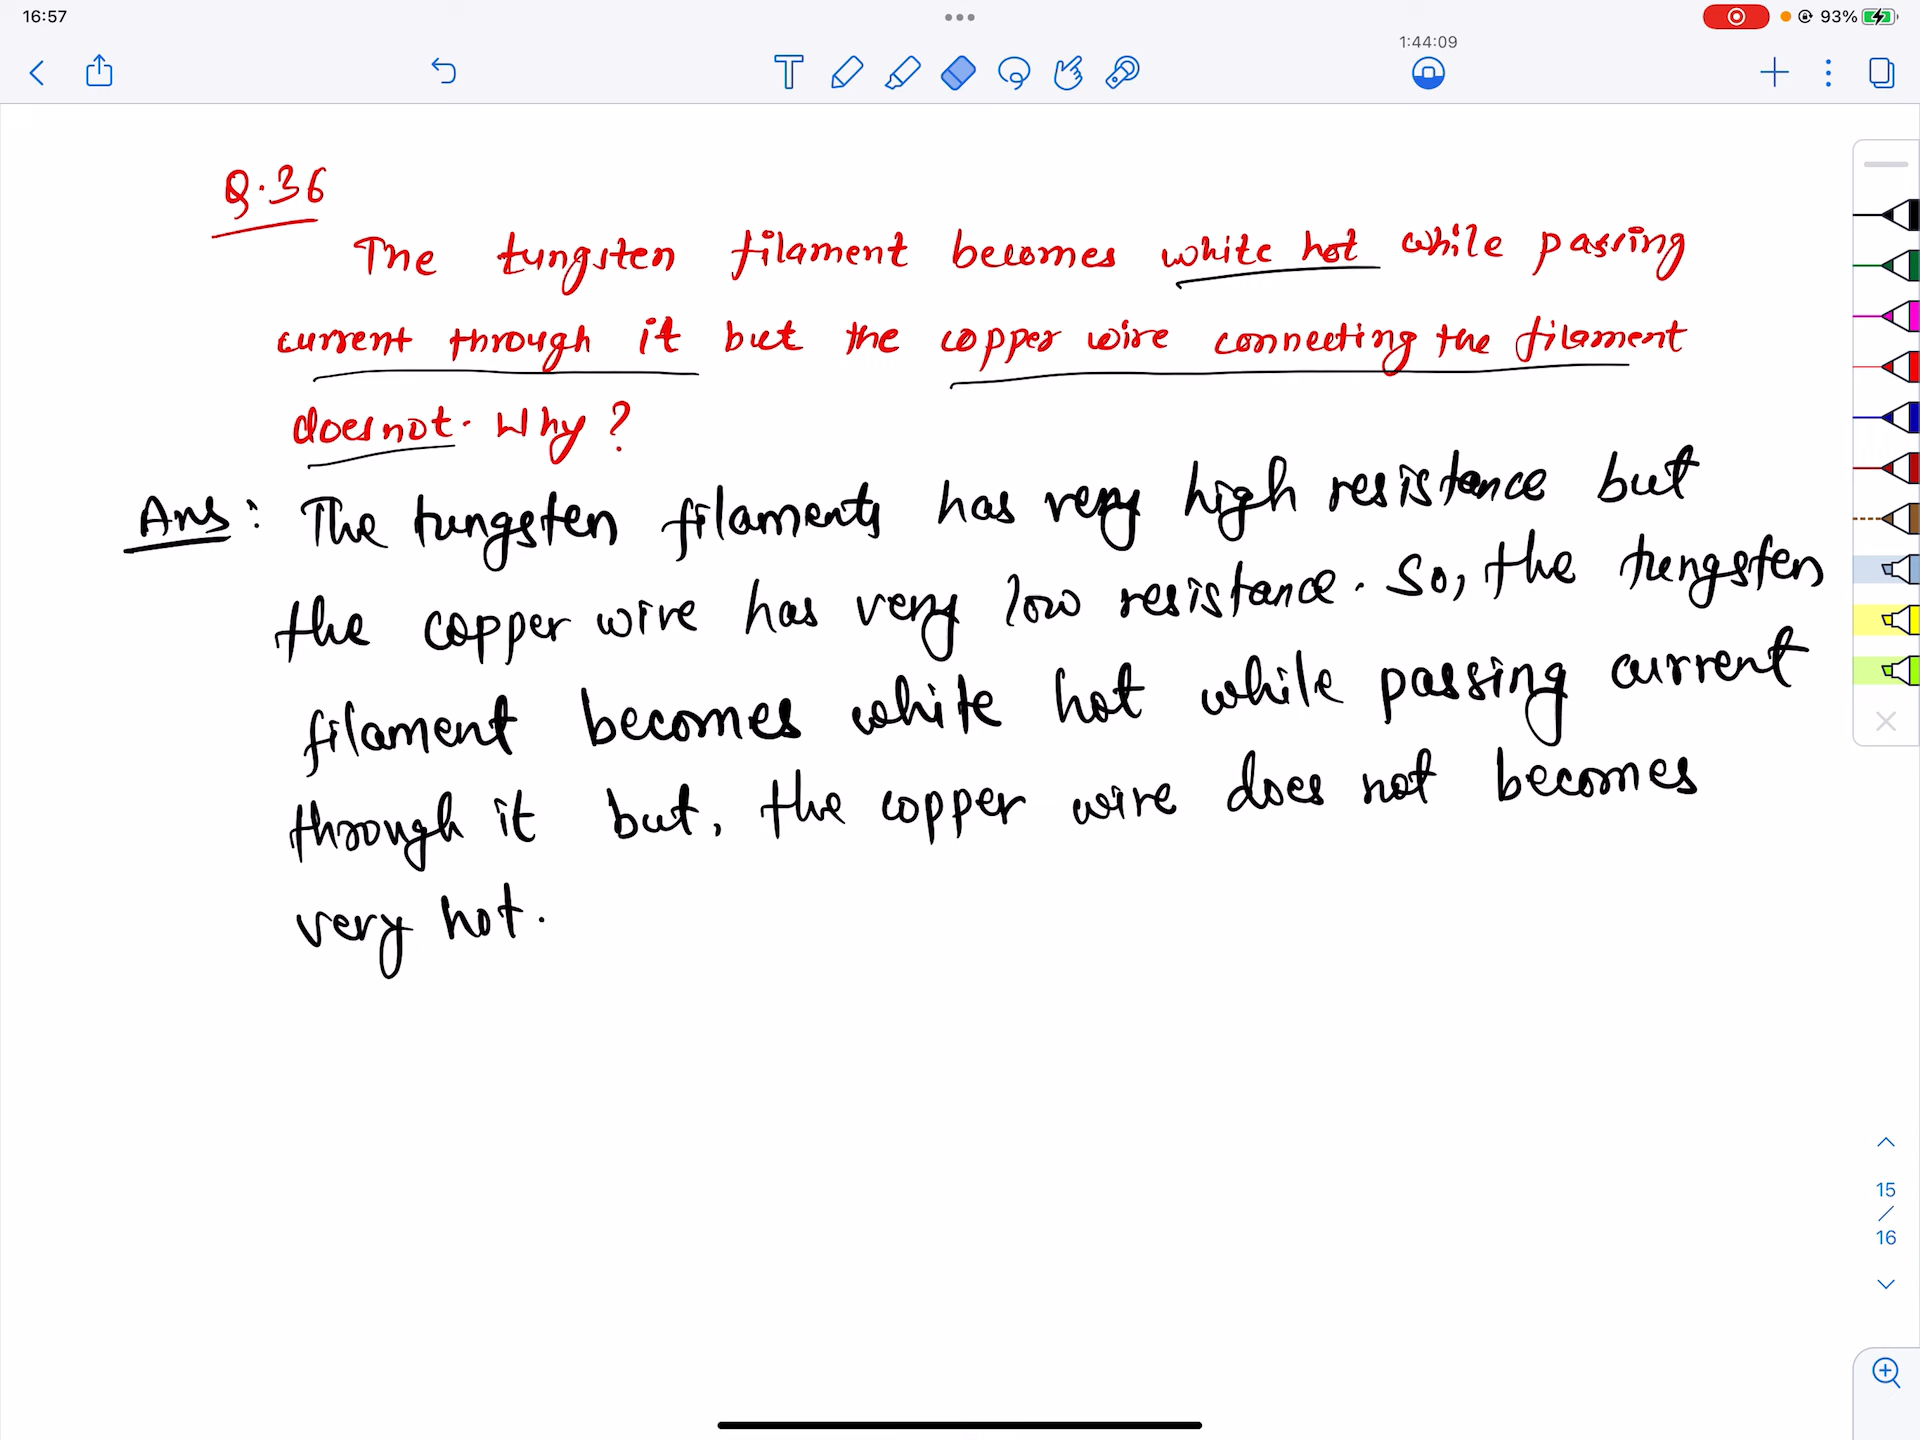 16:57
93%
1:44:09
Q.36
The tungsten filament becomes white hot while passing
current through it but the copper wire connecting the filament
does not. Why ?
Ans : The tungsten filaments has very high resistance but
the copper wire has very low resistance. So, the tungsten
filament becomes white hot while passing current
through it but, the copper wire does not becomes
very hot.
15
/
16